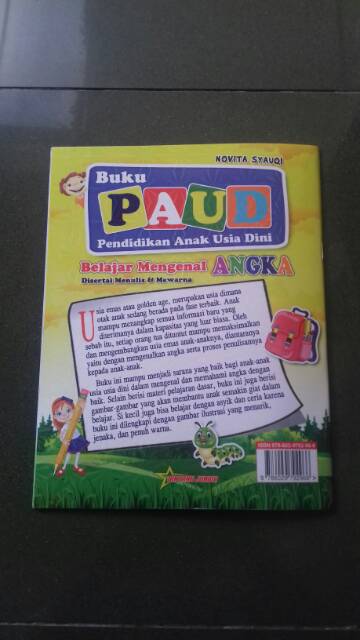 NOVITA SYAUQI
Buku
PAUD
Pendidikan Anak Usia Dini
Belajar Mengenal ANGKA
Disertai Menulis & Mewarna
Usia emas atau golden age, merupakan usia dimana
otak anak sedang berada pada fase terbaik. Anak
mampu menangkap semua informasi baru yang
diterimanya dalam kapasitas yang luar biasa. Oleh
sebab itu, setiap orang tua dituntut mampu memaksimalkan
dan mengembangkan usia emas anak-anaknya, diantaranya
yaitu dengan mengenalkan angka serta proses penulisannya
kepada anak-anak.
Buku ini mampu menjadi sarana yang baik bagi anak-anak
usia usia dini dalam mengenal dan memahami angka dengan
baik. Selain berisi materi pelajaran dasar, buku ini juga berisi
gambar-gambar yang akan membantu anak semakin giat dalam
belajar. Si kecil juga bisa belajar dengan asyik dan ceria karena
buku ini dilengkapi dengan gambar ilustrasi yang menarik,
jenaka, dan penuh warna.